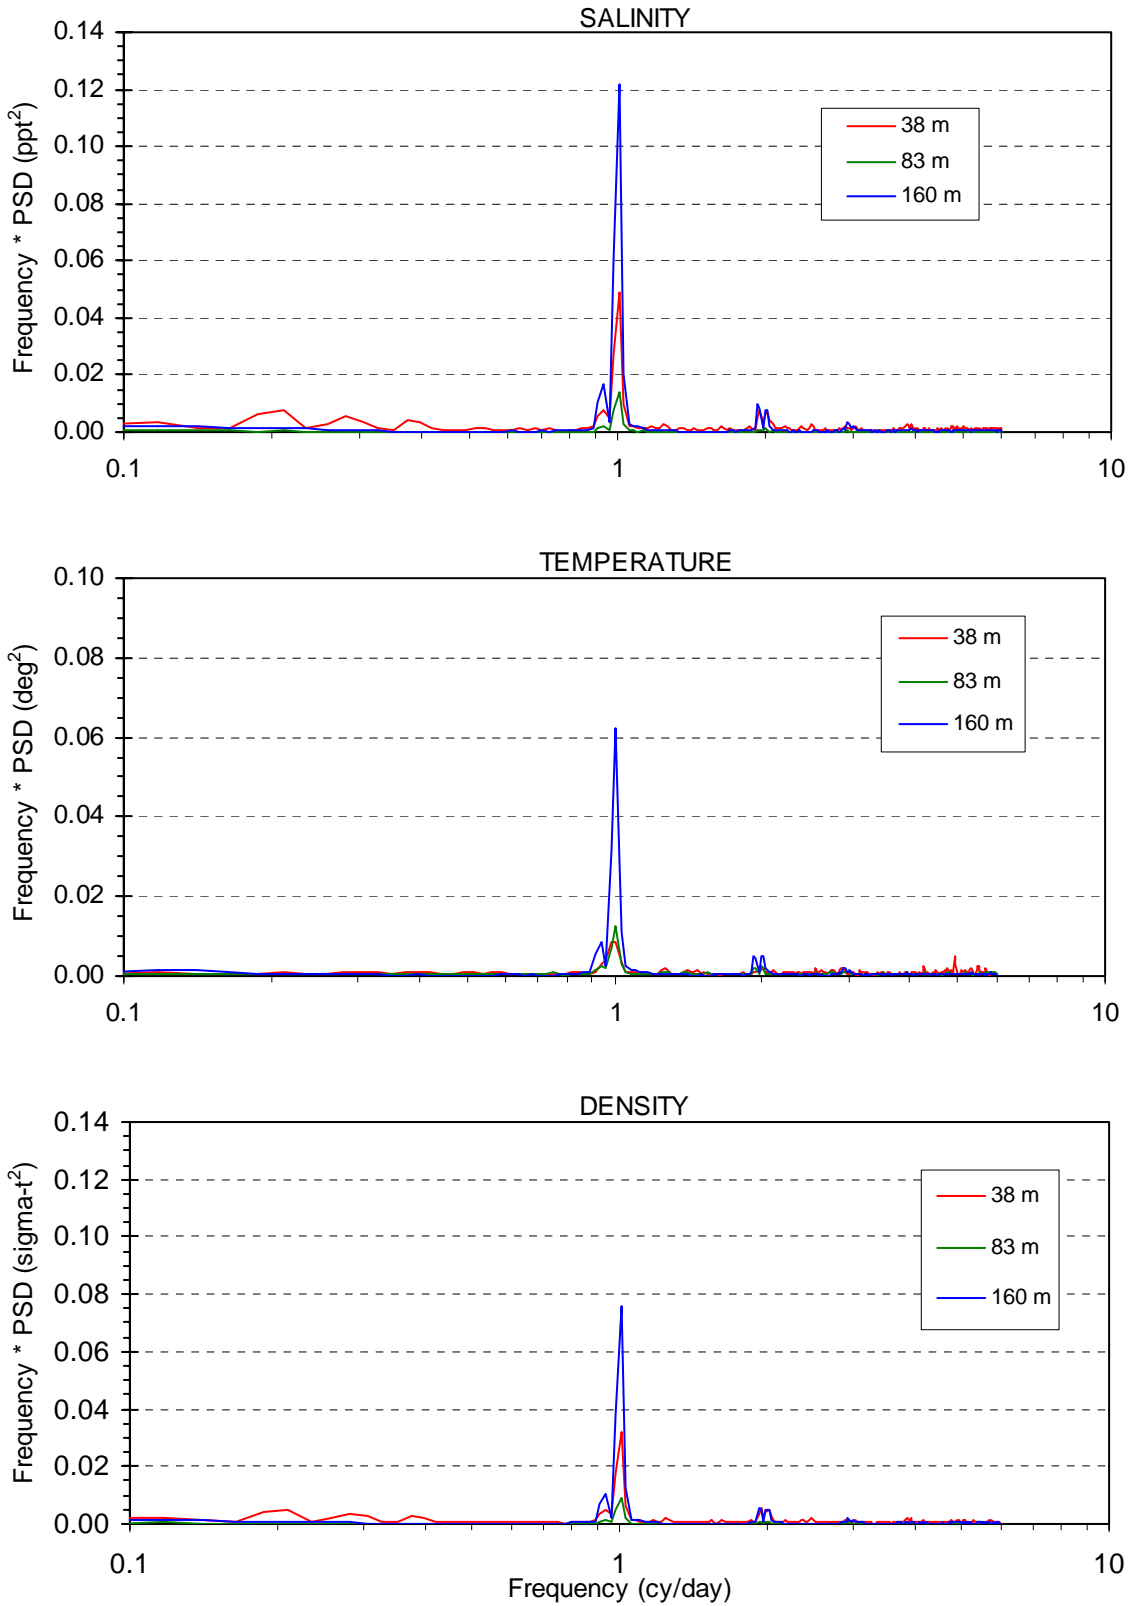 SALINITY
0.14
0.12
0.10
0.08
0.06
0.04
0.02
0.00
Frequency * PSD (ppt²)
38 m
83 m
160 m
0.1 1 10
TEMPERATURE
0.10
0.08
0.06
0.04
0.02
0.00
Frequency * PSD (deg²)
38 m
83 m
160 m
0.1 1 10
DENSITY
0.14
0.12
0.10
0.08
0.06
0.04
0.02
0.00
Frequency * PSD (sigma-t²)
38 m
83 m
160 m
0.1 1 10
Frequency (cy/day)